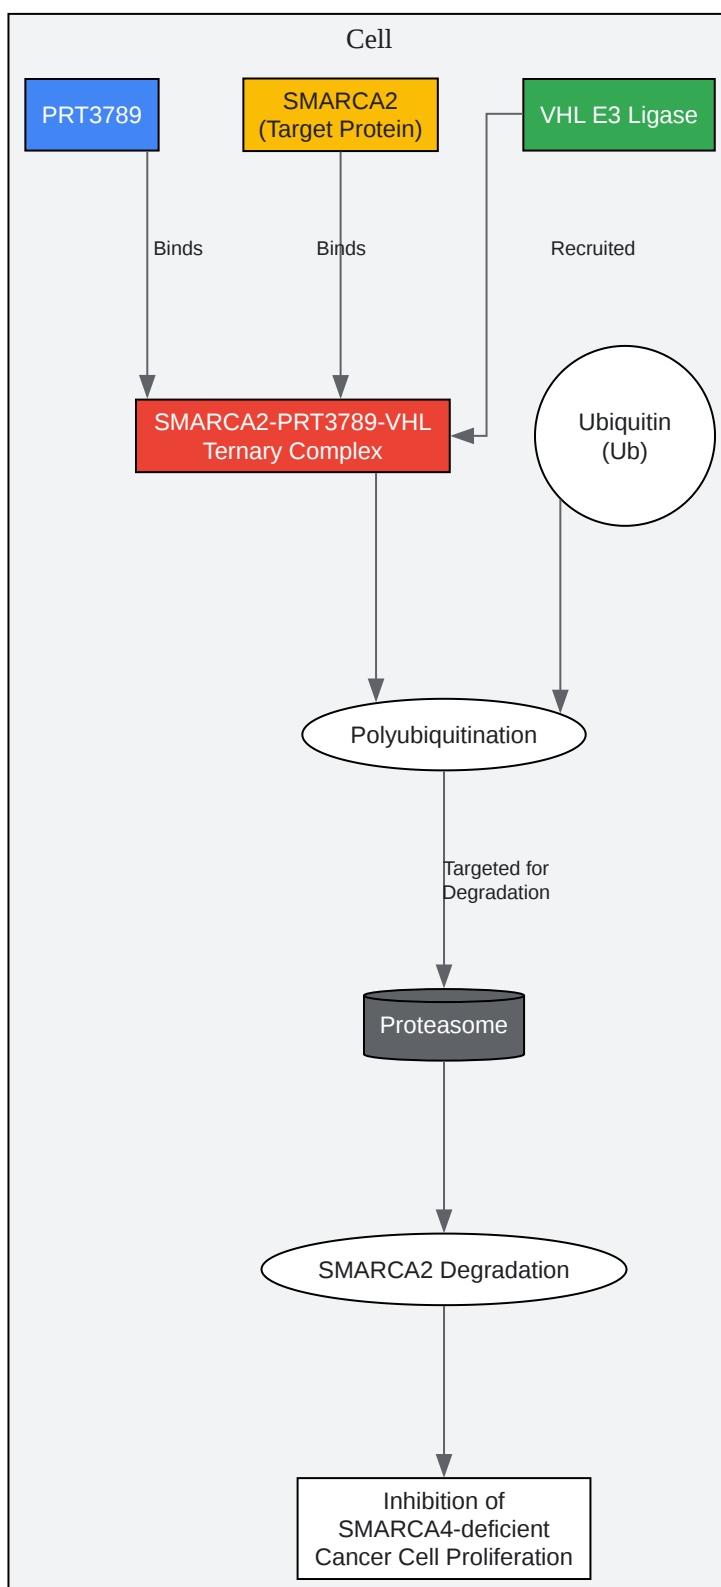 Cell
PRT3789
SMARCA2
(Target Protein)
VHL E3 Ligase
Binds
Binds
Recruited
SMARCA2-PRT3789-VHL
Ternary Complex
Ubiquitin
(Ub)
Polyubiquitination
Targeted for
Degradation
Proteasome
SMARCA2 Degradation
Inhibition of
SMARCA4-deficient
Cancer Cell Proliferation